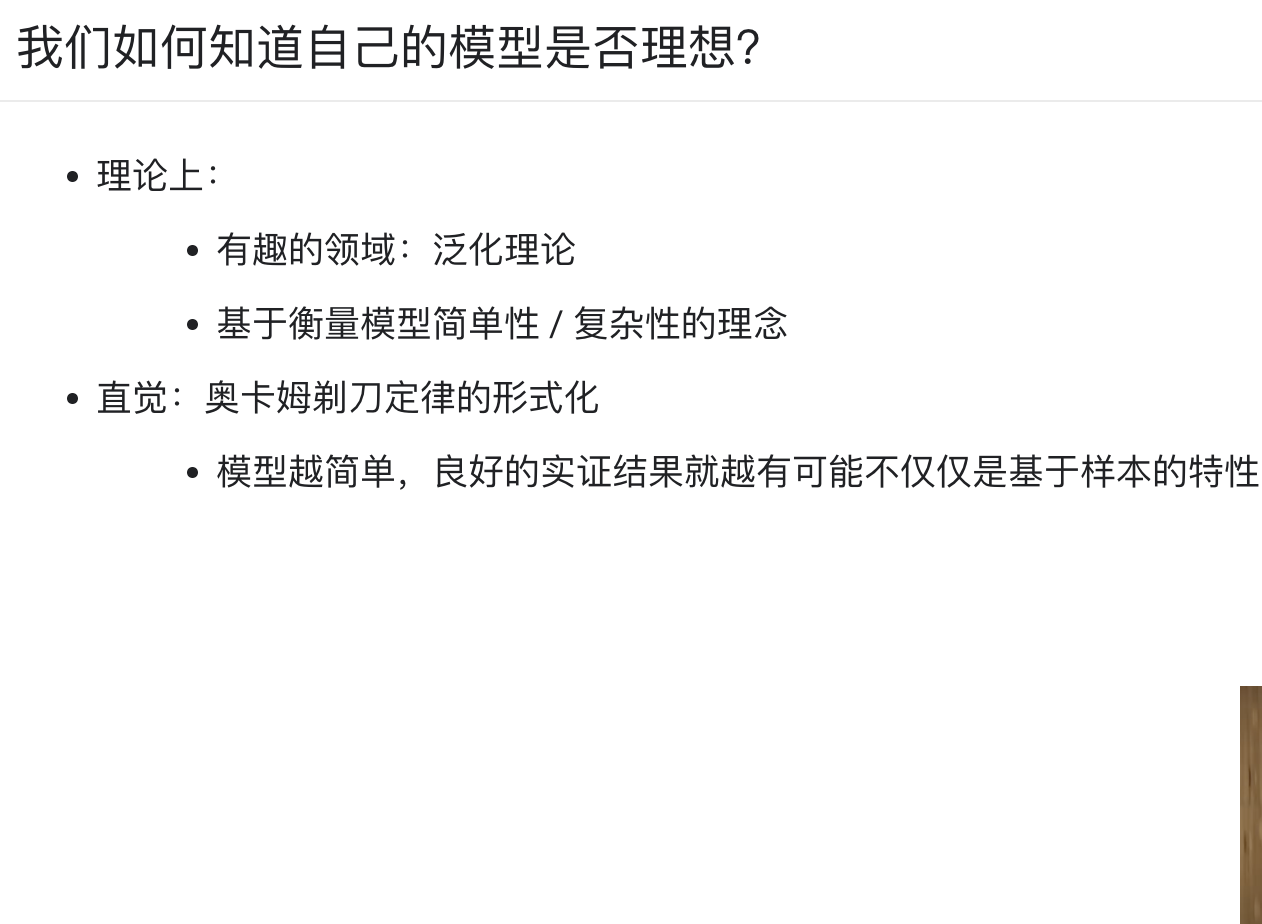 我们如何知道自己的模型是否理想？
理论上：
有趣的领域：泛化理论
基于衡量模型简单性 / 复杂性的理念
直觉：奥卡姆剃刀定律的形式化
模型越简单，良好的实证结果就越有可能不仅仅是基于样本的特性